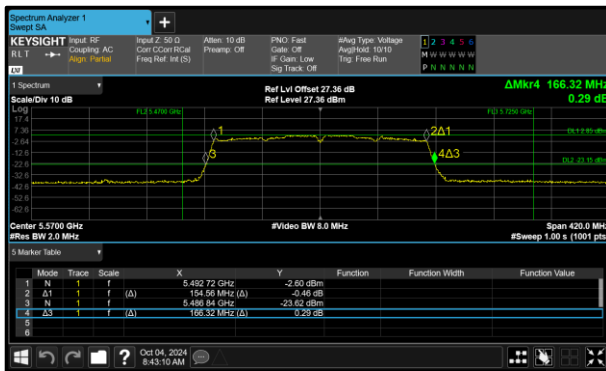 Spectrum Analyzer 1
Swept SA
KEYSIGHT
RLT
LXI
Input: RF
Coupling: AC
Align: Partial
Input Z: 50 Ω
Corr CCorr RCal
Freq Ref: Int (S)
Atten: 10 dB
Preamp: Off
PNO: Fast
Gate: Off
IF Gain: Low
Sig Track: Off
#Avg Type: Voltage
Avg|Hold: 10/10
Trig: Free Run
1 2 3 4 5 6
M W W W W W
P N N N N N
1 Spectrum
Scale/Div 10 dB
Log
Ref Lvl Offset 27.36 dB
Ref Level 27.36 dBm
ΔMkr4 166.32 MHz
0.29 dB
17.4
7.36
-2.64
-12.6
-22.6
-32.6
-42.6
-52.6
-62.6
FL2 5.4700 GHz
FL3 5.7250 GHz
1
2Δ1
3
4Δ3
DL2 -23.15 dBm
Center 5.5700 GHz
#Res BW 2.0 MHz
#Video BW 8.0 MHz
Span 420.0 MHz
#Sweep 1.00 s (1001 pts)
5 Marker Table
Mode Trace Scale X Y Function Function Width Function Value
1 N 1 f 5.492 72 GHz -2.60 dBm
2 Δ1 1 f (Δ) 154.56 MHz (Δ) -0.46 dB
3 N 1 f 5.486 84 GHz -23.62 dBm
4 Δ3 1 f (Δ) 166.32 MHz (Δ) 0.29 dB
5
6
?
Oct 04, 2024
8:43:10 AM